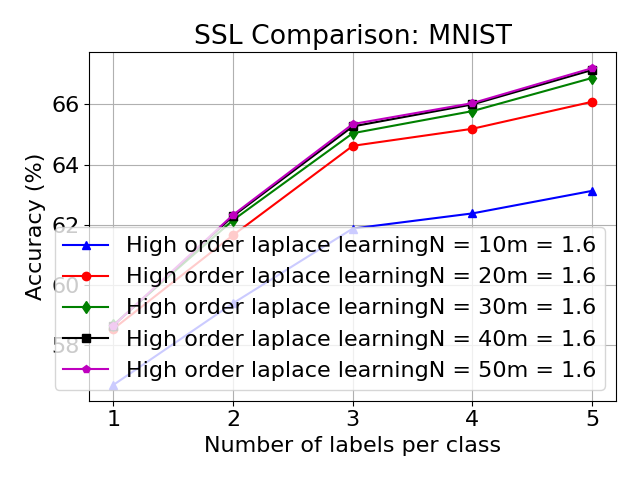 SSL Comparison: MNIST
Accuracy (%)
66
64
62
60
58
High order laplace learningN = 10m = 1.6
High order laplace learningN = 20m = 1.6
High order laplace learningN = 30m = 1.6
High order laplace learningN = 40m = 1.6
High order laplace learningN = 50m = 1.6
1 2 3 4 5
Number of labels per class